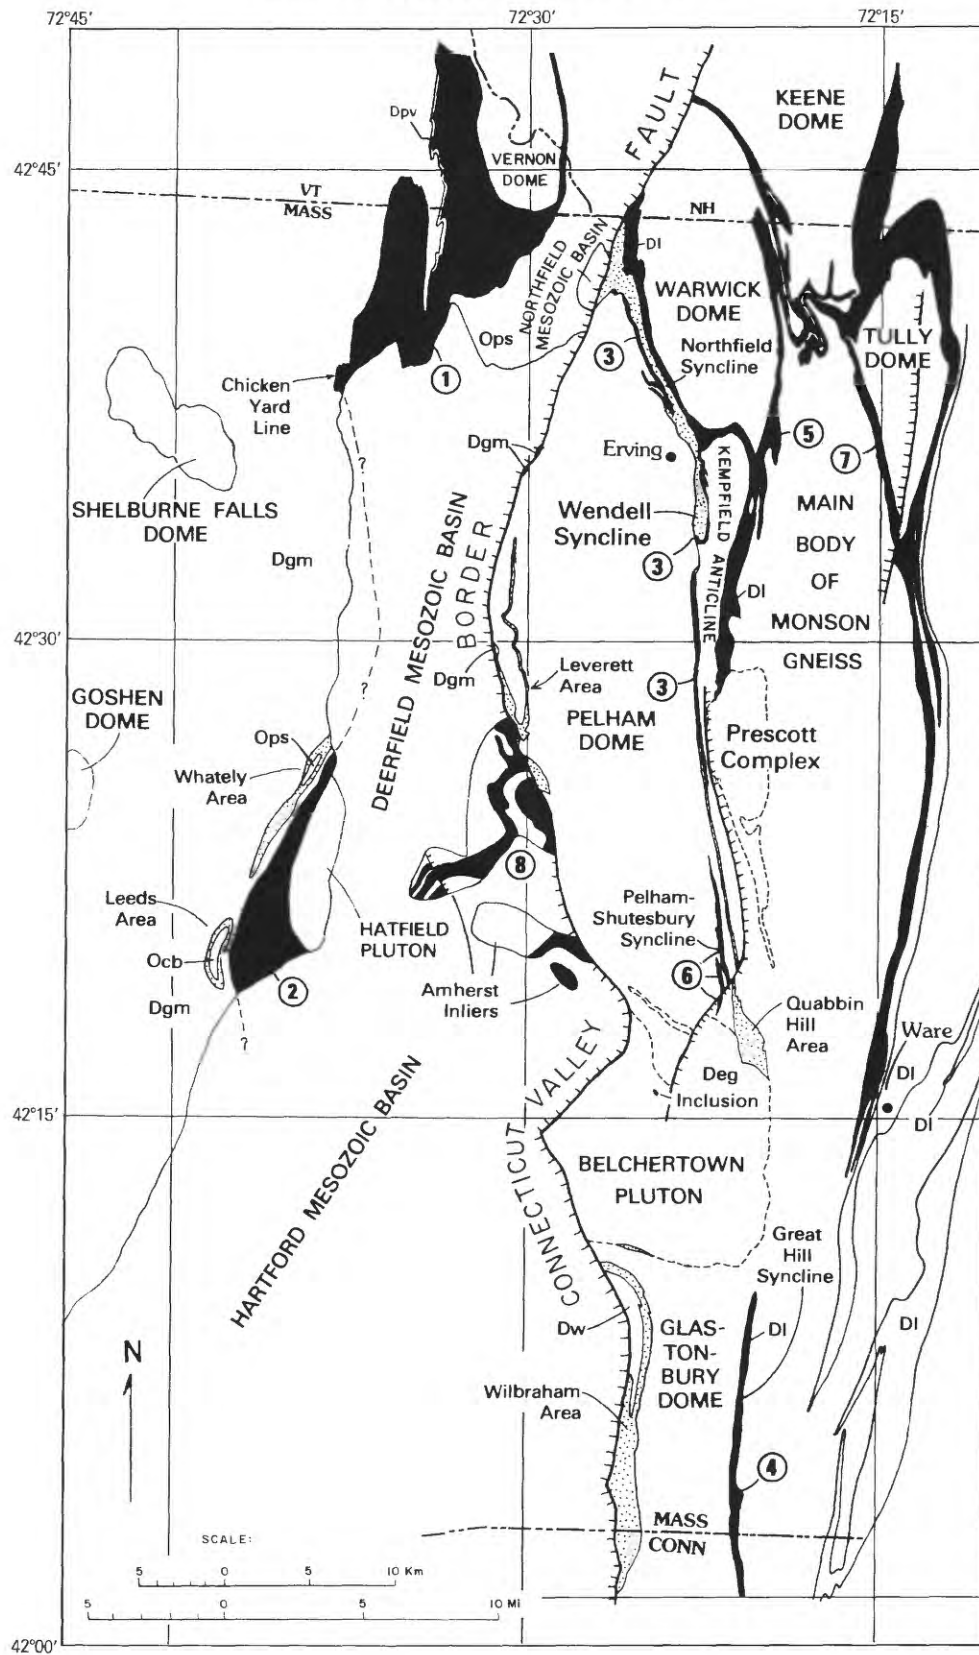 72°45'
72°30'
72°15'
42°45'
Dpv
VERNON
DOME
FAULT
KEENE
DOME
VT
MASS
NH
NORTHFIELD
MESOZOIC BASIN
Dl
WARWICK
DOME
Ops
3
Northfield
Syncline
TULLY
DOME
Chicken
Yard
Line
1
?
Dgm
Erving
5
7
SHELBURNE FALLS
DOME
KEMPFIELD ANTICLINE
MAIN
BODY
OF
MONSON
GNEISS
Wendell
Syncline
3
Dgm
DEERFIELD MESOZOIC BASIN
BORDER
Dl
42°30'
?
Dgm
Leverett
Area
3
GOSHEN
DOME
PELHAM
DOME
Prescott
Complex
Ops
Whately
Area
8
Leeds
Area
HATFIELD
PLUTON
Pelham-
Shutesbury
Syncline
Ocb
2
Amherst
Inliers
6
Dgm
?
Quabbin
Hill
Area
Ware
Dl
Deg
Inclusion
42°15'
Dl
HARTFORD MESOZOIC BASIN
CONNECTICUT VALLEY
BELCHERTOWN
PLUTON
Great
Hill
Syncline
Dw
GLAS-
TON-
BURY
DOME
Dl
Dl
N
Wilbraham
Area
4
MASS
CONN
SCALE:
5 0 5 10 Km
5 0 5 10 Mi
42°00'